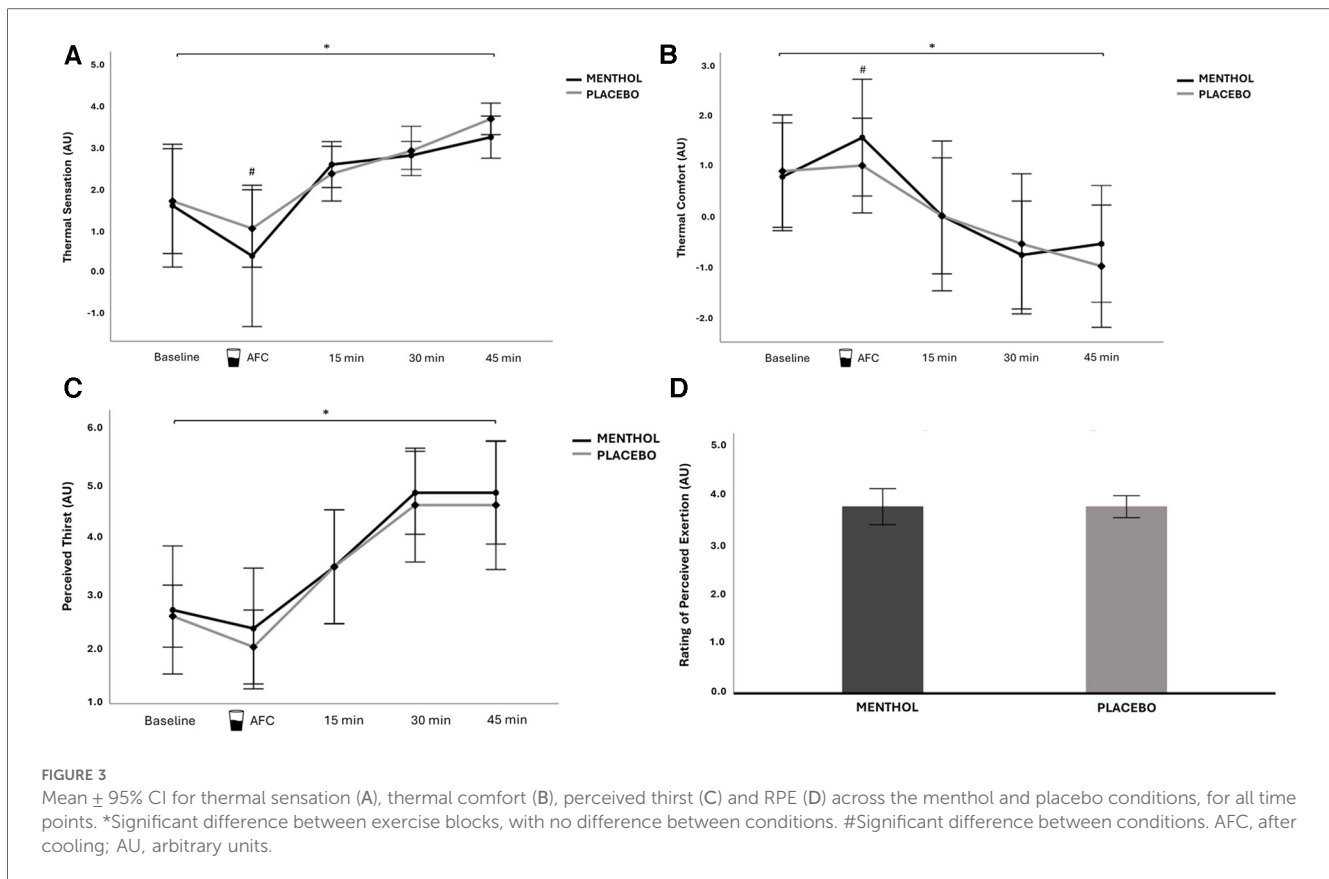 A
*
5.0
4.0
3.0
2.0
1.0
0.0
-1.0
Thermal Sensation (AU)
MENTHOL
PLACEBO
#
Baseline
AFC
15 min
30 min
45 min
B
*
3.0
2.0
1.0
0.0
-1.0
-2.0
Thermal Comfort (AU)
#
MENTHOL
PLACEBO
Baseline
AFC
15 min
30 min
45 min
C
*
6.0
5.0
4.0
3.0
2.0
1.0
Perceived Thirst (AU)
MENTHOL
PLACEBO
Baseline
AFC
15 min
30 min
45 min
D
5.0
4.0
3.0
2.0
1.0
0.0
Rating of Perceived Exertion (AU)
MENTHOL
PLACEBO
FIGURE 3
Mean ± 95% CI for thermal sensation (A), thermal comfort (B), perceived thirst (C) and RPE (D) across the menthol and placebo conditions, for all time
points. *Significant difference between exercise blocks, with no difference between conditions. #Significant difference between conditions. AFC, after
cooling; AU, arbitrary units.